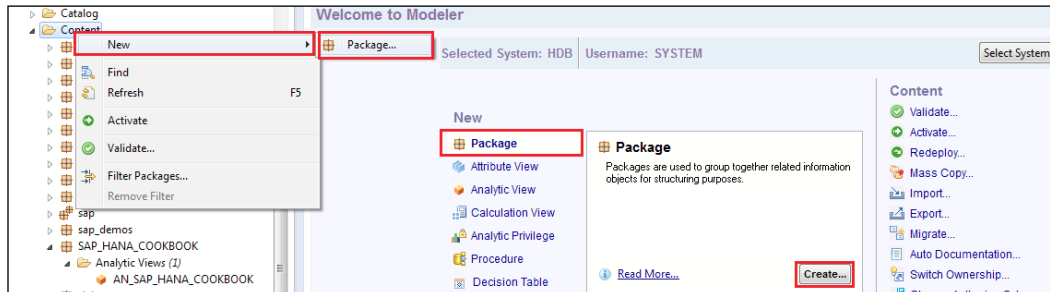 Catalog
Content
New
Package...
Find
Refresh F5
Activate
Validate...
Filter Packages...
Remove Filter
sap
sap_demos
SAP_HANA_COOKBOOK
Analytic Views (1)
AN_SAP_HANA_COOKBOOK
Welcome to Modeler
Selected System: HDB Username: SYSTEM
Select System
New
Package
Attribute View
Analytic View
Calculation View
Analytic Privilege
Procedure
Decision Table
Package
Packages are used to group together related information
objects for structuring purposes.
Read More...
Create...
Content
Validate...
Activate...
Redeploy...
Mass Copy...
Import...
Export...
Migrate...
Auto Documentation...
Switch Ownership...